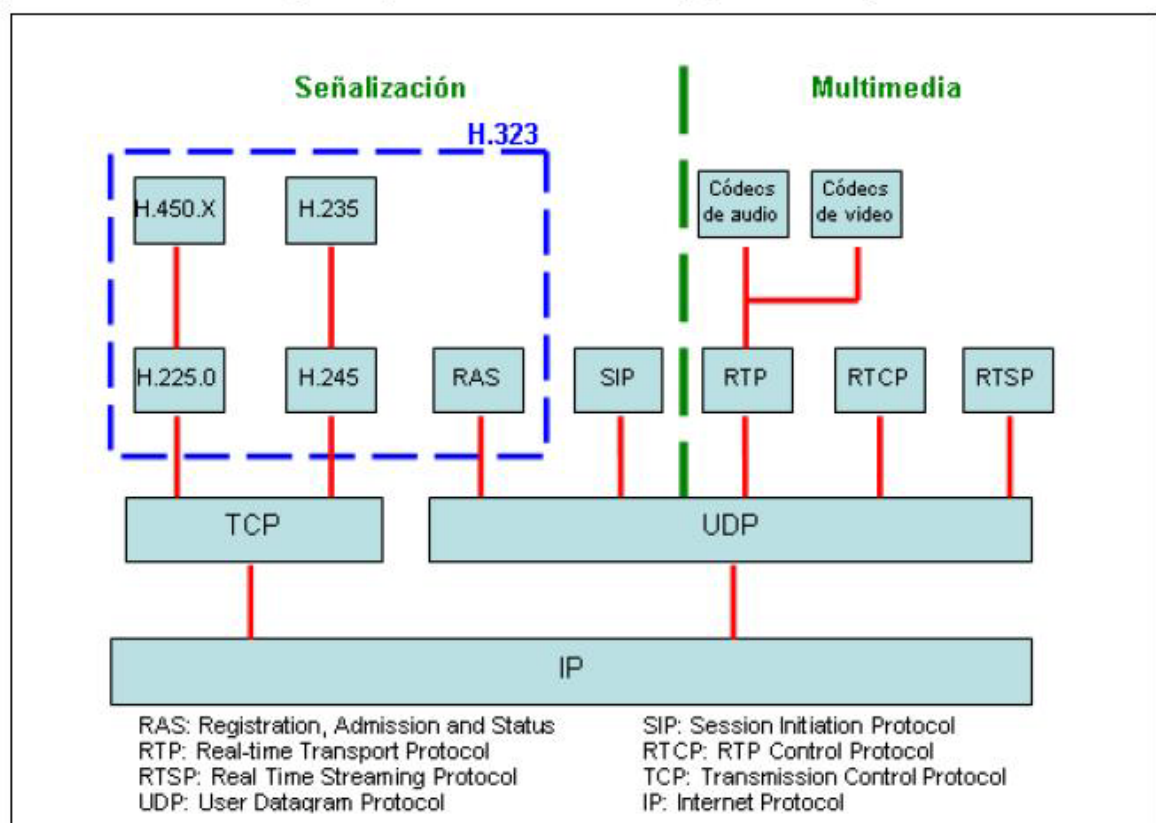 Señalización
Multimedia
H.323
H.450.X
H.235
Códecs
de audio
Códecs
de video
H.225.0
H.245
RAS
SIP
RTP
RTCP
RTSP
TCP
UDP
IP
RAS: Registration, Admission and Status
RTP: Real-time Transport Protocol
RTSP: Real Time Streaming Protocol
UDP: User Datagram Protocol
SIP: Session Initiation Protocol
RTCP: RTP Control Protocol
TCP: Transmission Control Protocol
IP: Internet Protocol